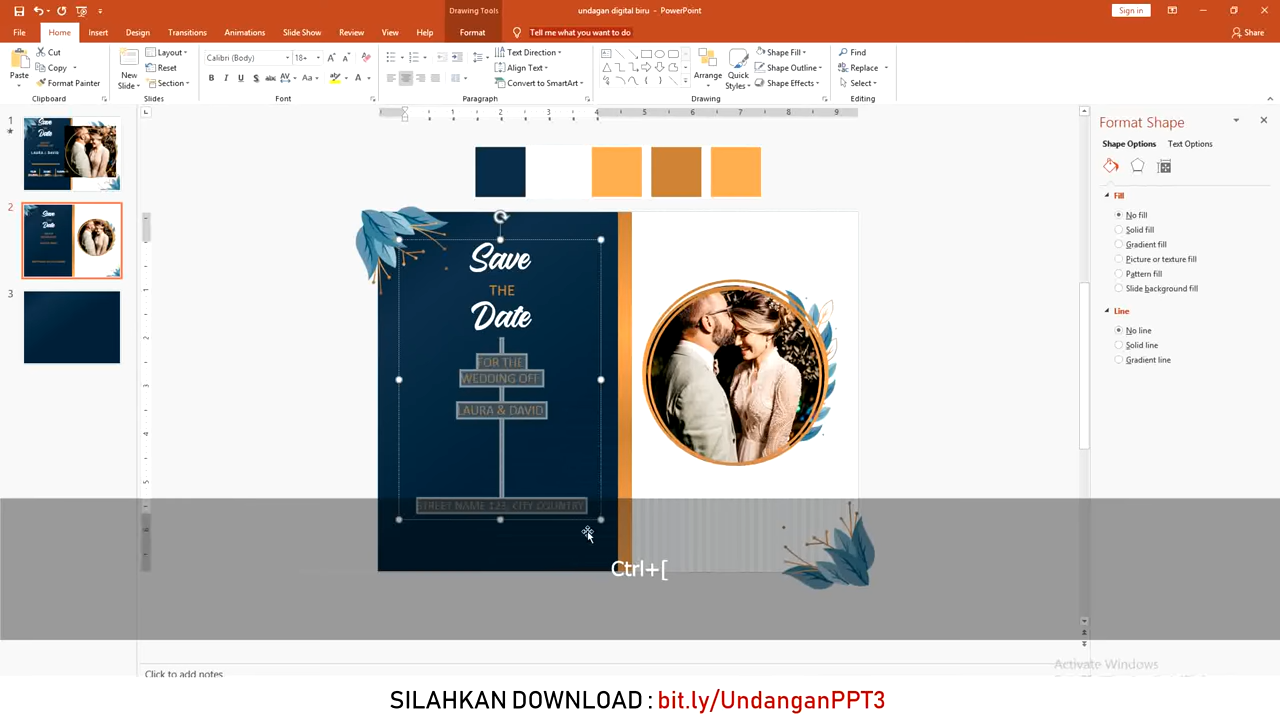 Drawing Tools
undagan digital biru - PowerPoint
Sign in
File
Home
Insert
Design
Transitions
Animations
Slide Show
Review
View
Help
Format
Tell me what you want to do
Share
Paste
Cut
Copy
Format Painter
Clipboard
New
Slide
Layout
Reset
Section
Slides
Calibri (Body)
18+
Font
Text Direction
Align Text
Convert to SmartArt
Paragraph
Arrange
Quick
Styles
Shape Fill
Shape Outline
Shape Effects
Drawing
Find
Replace
Select
Editing
1
2
3
Save
THE
Date
FOR THE
WEDDING OFF
LAURA & DAVID
STREET NAME 123, CITY COUNTRY
Format Shape
Shape Options
Text Options
Fill
No fill
Solid fill
Gradient fill
Picture or texture fill
Pattern fill
Slide background fill
Line
No line
Solid line
Gradient line
Ctrl+[
Activate Windows
Click to add notes
SILAHKAN DOWNLOAD : bit.ly/UndanganPPT3